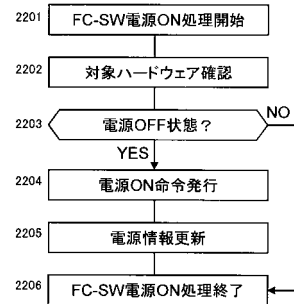 2201 FC-SW電源ON処理開始
2202 対象ハードウェア確認
2203 電源OFF状態？ NO
YES
2204 電源ON命令発行
2205 電源情報更新
2206 FC-SW電源ON処理終了